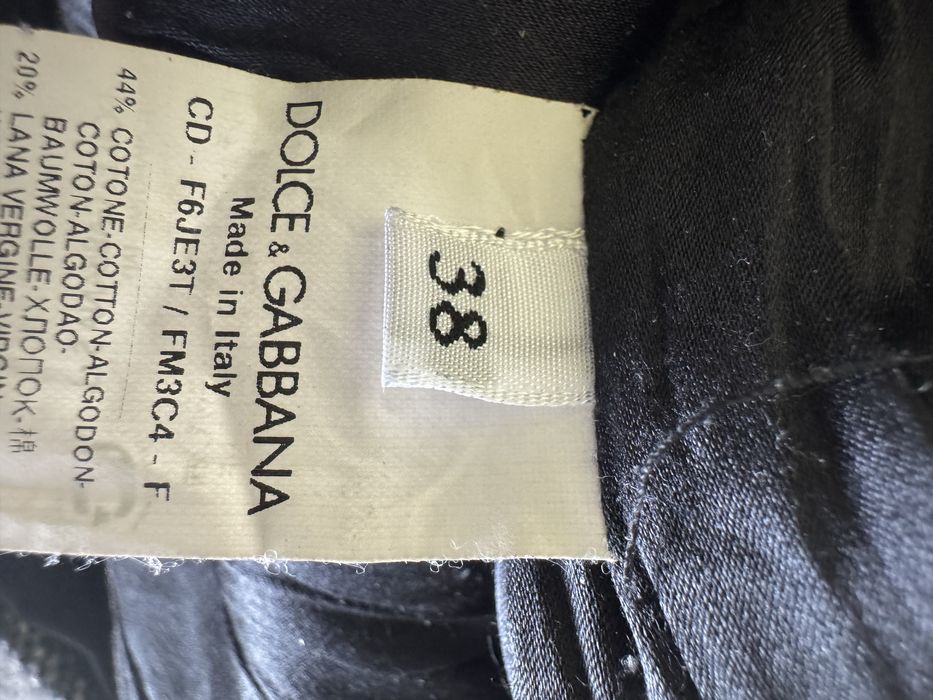 38
DOLCE & GABBANA
Made in Italy
CD - F6JE3T / FM3C4 - F
44% COTONE-COTTON-ALGODON-
COTON-ALGODAO-
BAUMWOLLE-ХЛОПОК-棉
20% LANA VERGINE-VIRGIN